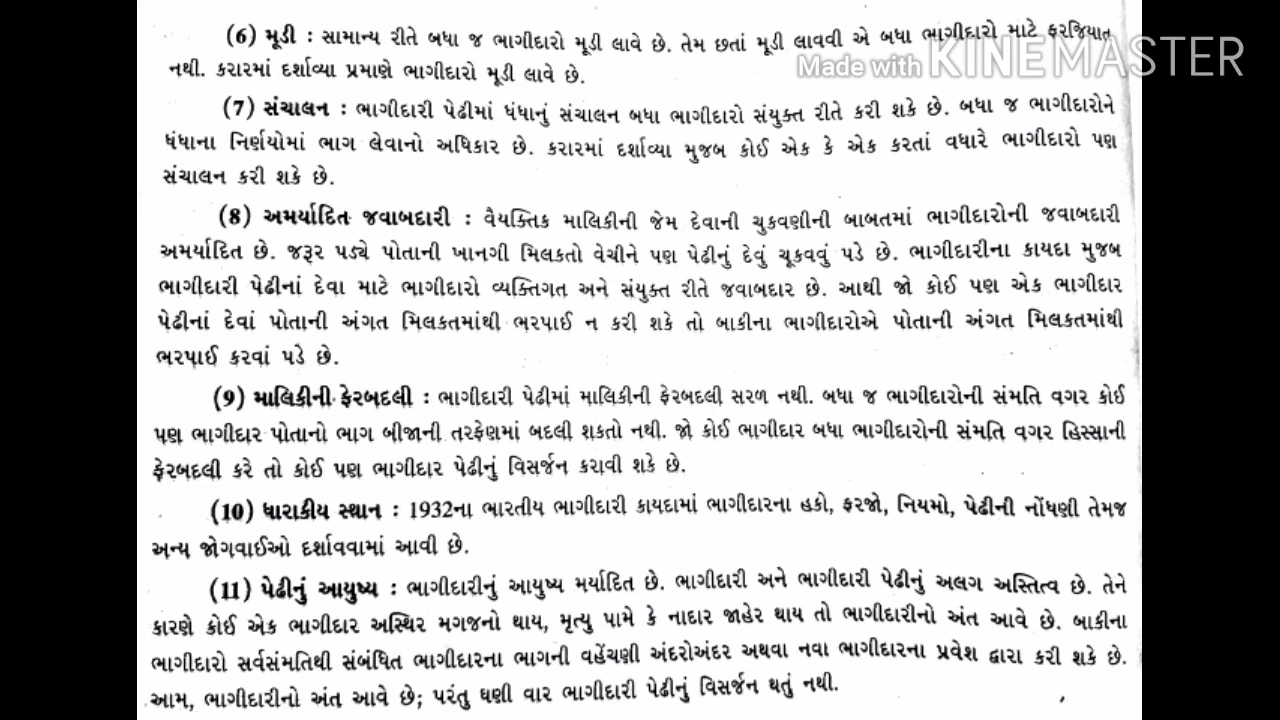 (6) મૂડી : સામાન્ય રીતે બધા જ ભાગીદારો મૂડી લાવે છે. તેમ છતાં મૂડી લાવવી એ બધા ભાગીદારો માટે ફરજિયાત
Made with KINEMASTER
નથી. કરારમાં દર્શાવ્યા પ્રમાણે ભાગીદારો મૂડી લાવે છે.
(7) સંચાલન : ભાગીદારી પેઢીમાં ધંધાનું સંચાલન બધા ભાગીદારો સંયુક્ત રીતે કરી શકે છે. બધા જ ભાગીદારોને
ધંધાના નિર્ણયોમાં ભાગ લેવાનો અધિકાર છે. કરારમાં દર્શાવ્યા મુજબ કોઈ એક કે એક કરતાં વધારે ભાગીદારો પણ
સંચાલન કરી શકે છે.
(8) અમર્યાદિત જવાબદારી : વૈયક્તિક માલિકીની જેમ દેવાની ચુકવણીની બાબતમાં ભાગીદારોની જવાબદારી
અમર્યાદિત છે. જરૂર પડ્યે પોતાની ખાનગી મિલકતો વેચીને પણ પેઢીનું દેવું ચૂકવવું પડે છે. ભાગીદારીના કાયદા મુજબ
ભાગીદારી પેઢીનાં દેવા માટે ભાગીદારો વ્યક્તિગત અને સંયુક્ત રીતે જવાબદાર છે. આથી જો કોઈ પણ એક ભાગીદાર
પેઢીનાં દેવાં પોતાની અંગત મિલકતમાંથી ભરપાઈ ન કરી શકે તો બાકીના ભાગીદારોએ પોતાની અંગત મિલકતમાંથી
ભરપાઈ કરવાં પડે છે.
(9) માલિકીની ફેરબદલી : ભાગીદારી પેઢીમાં માલિકીની ફેરબદલી સરળ નથી. બધા જ ભાગીદારોની સંમતિ વગર કોઈ
પણ ભાગીદાર પોતાનો ભાગ બીજાની તરફેણમાં બદલી શકતો નથી. જો કોઈ ભાગીદાર બધા ભાગીદારોની સંમતિ વગર હિસ્સાની
ફેરબદલી કરે તો કોઈ પણ ભાગીદાર પેઢીનું વિસર્જન કરાવી શકે છે.
(10) ધારાકીય સ્થાન : 1932ના ભારતીય ભાગીદારી કાયદામાં ભાગીદારના હકો, ફરજો, નિયમો, પેઢીની નોંધણી તેમજ
અન્ય જોગવાઈઓ દર્શાવવામાં આવી છે.
(11) પેઢીનું આયુષ્ય : ભાગીદારીનું આયુષ્ય મર્યાદિત છે. ભાગીદારી અને ભાગીદારી પેઢીનું અલગ અસ્તિત્વ છે. તેને
કારણે કોઈ એક ભાગીદાર અસ્થિર મગજનો થાય, મૃત્યુ પામે કે નાદાર જાહેર થાય તો ભાગીદારીનો અંત આવે છે. બાકીના
ભાગીદારો સર્વસંમતિથી સંબંધિત ભાગીદારના ભાગની વહેંચણી અંદરોઅંદર અથવા નવા ભાગીદારના પ્રવેશ દ્વારા કરી શકે છે.
આમ, ભાગીદારીનો અંત આવે છે; પરંતુ ઘણી વાર ભાગીદારી પેઢીનું વિસર્જન થતું નથી.